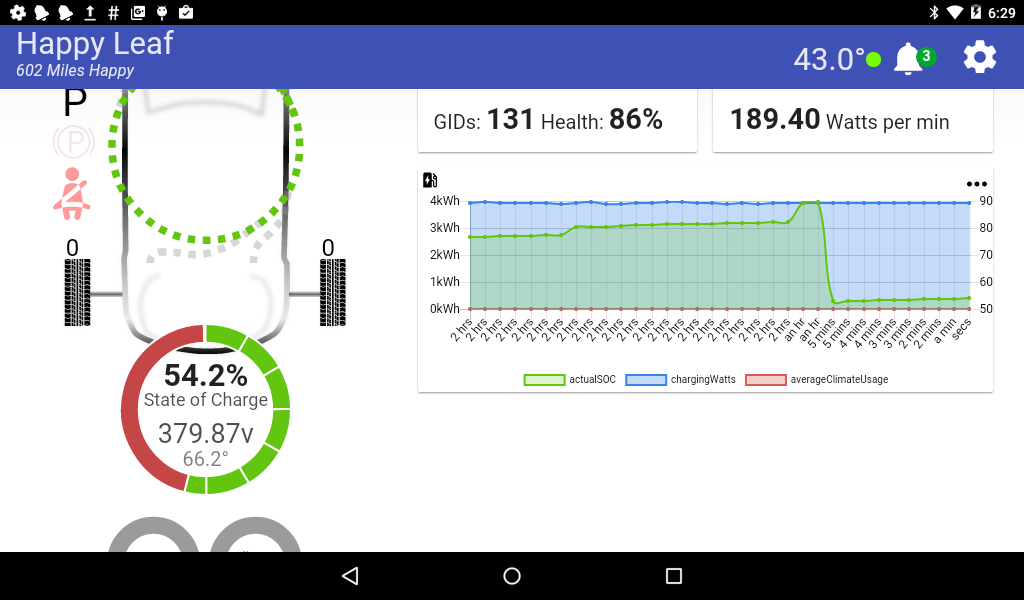 6:29
Happy Leaf
602 Miles Happy
43.0°
3
P
P
GIDs: 131 Health: 86%
189.40 Watts per min
4kWh
3kWh
2kWh
1kWh
0kWh
90
80
70
60
50
2 hrs 2 hrs 2 hrs 2 hrs 2 hrs 2 hrs 2 hrs 2 hrs 2 hrs 2 hrs 2 hrs 2 hrs 2 hrs 2 hrs 2 hrs 2 hrs 2 hrs 2 hrs 2 hrs 2 hrs 2 hrs 2 hrs an hr an hr 5 mins 5 mins 4 mins 4 mins 3 mins 3 mins 2 mins 2 mins a min secs
actualSOC chargingWatts averageClimateUsage
0
0
54.2%
State of Charge
379.87v
66.2°